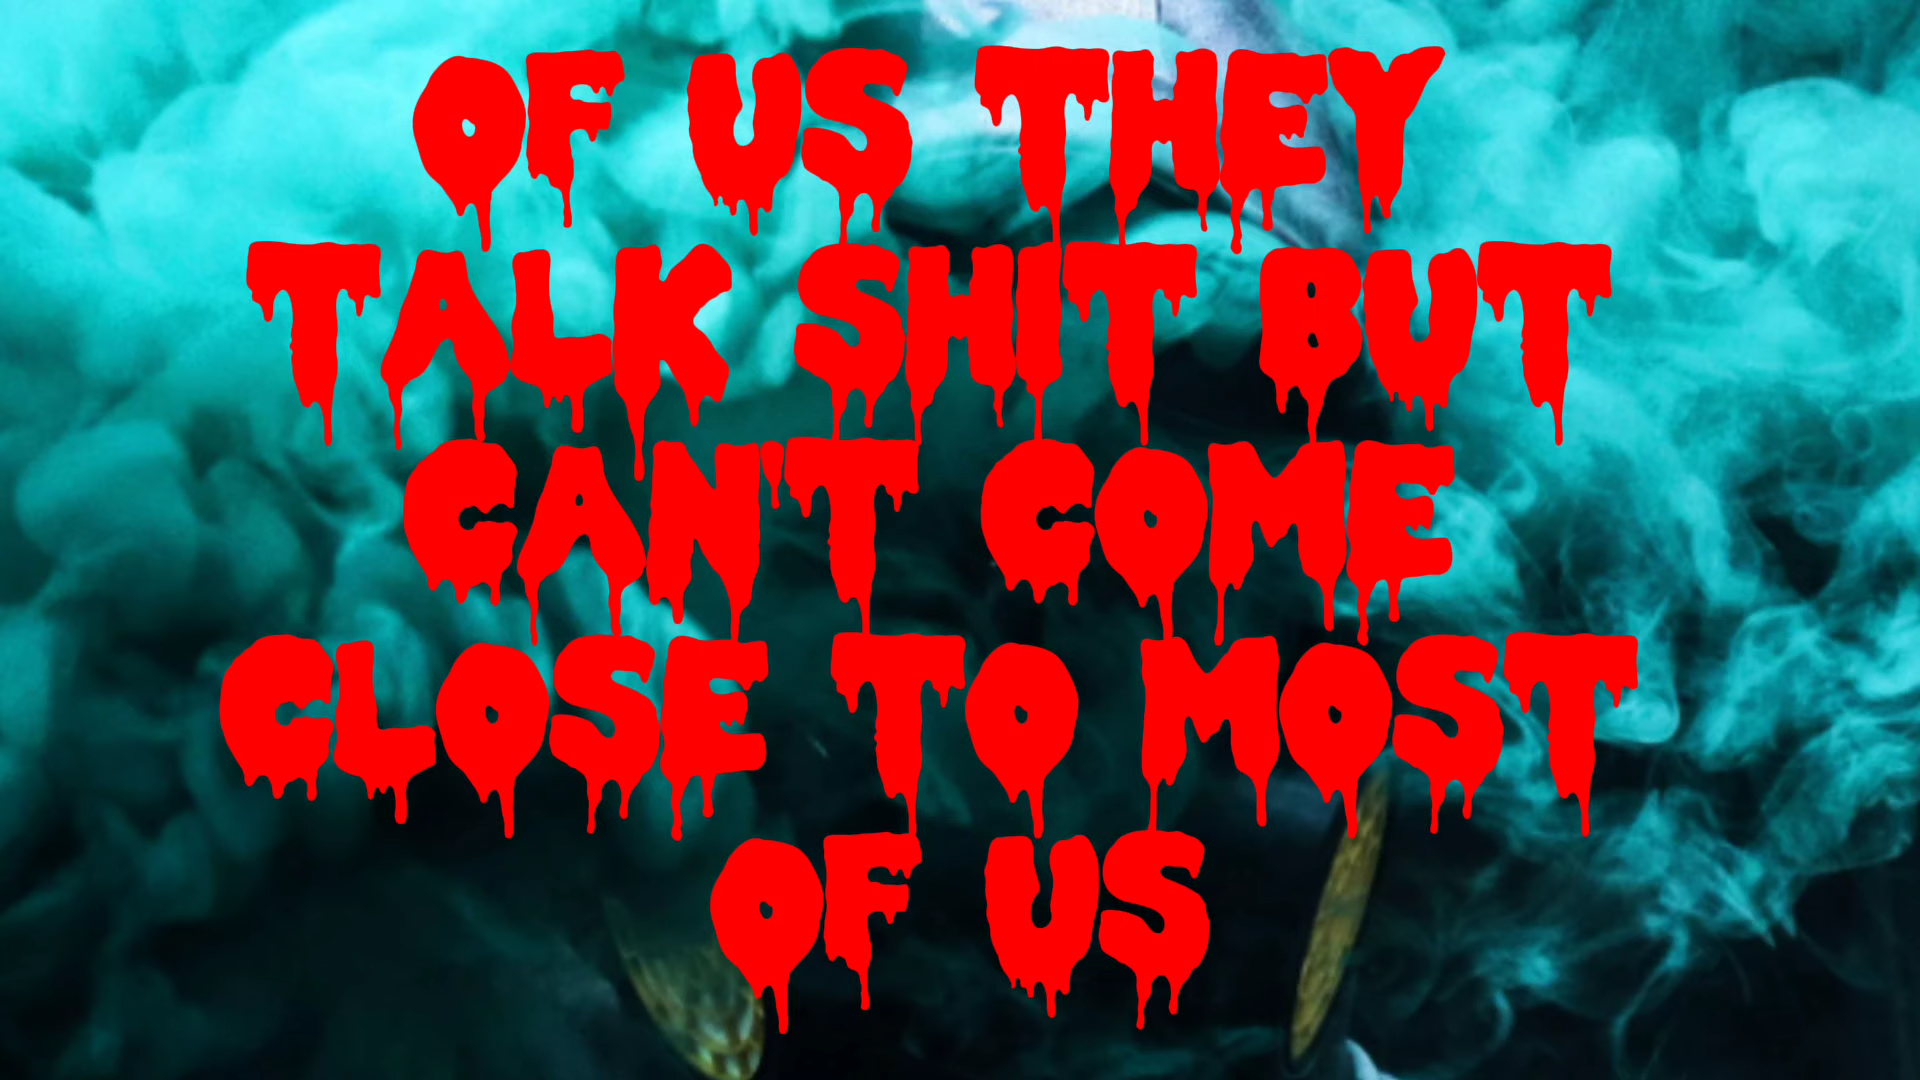 OF US THEY
TALK SHIT BUT
CAN'T COME
CLOSE TO MOST
OF US